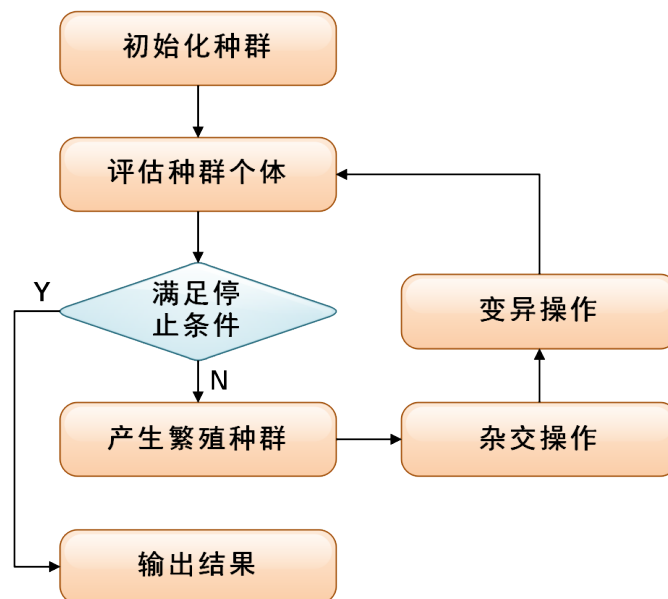 初始化种群
评估种群个体
Y
满足停
止条件
变异操作
N
产生繁殖种群
杂交操作
输出结果